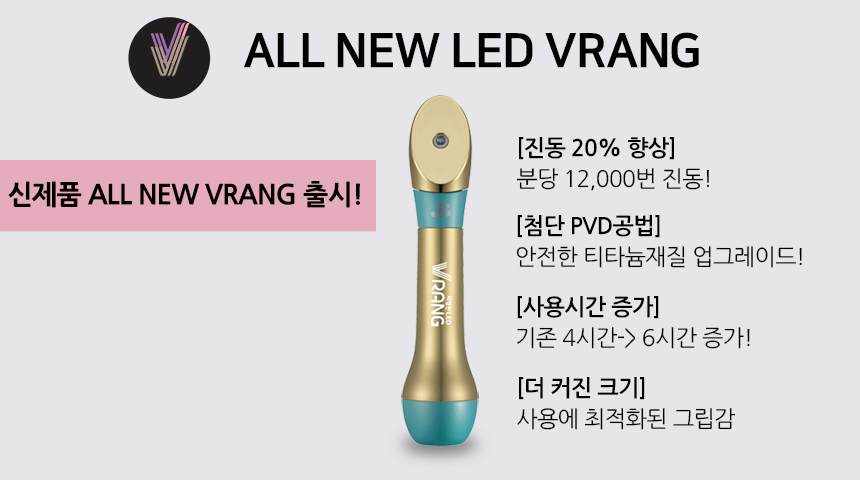 ALL NEW LED VRANG
신제품 ALL NEW VRANG 출시!
[진동 20% 향상]
분당 12,000번 진동!
[첨단 PVD공법]
안전한 티타늄재질 업그레이드!
[사용시간 증가]
기존 4시간-> 6시간 증가!
[더 커진 크기]
사용에 최적화된 그립감
VRANG